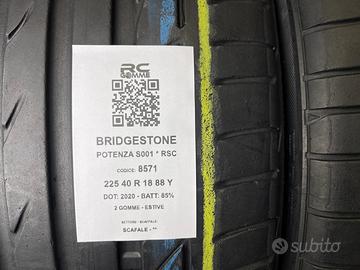 RC
GOMME
BRIDGESTONE
POTENZA S001 * RSC
CODICE: 8571
225 40 R 18 88 Y
DOT: 2020 - BATT: 85%
2 GOMME - ESTIVE
SCAFALE - **
subito